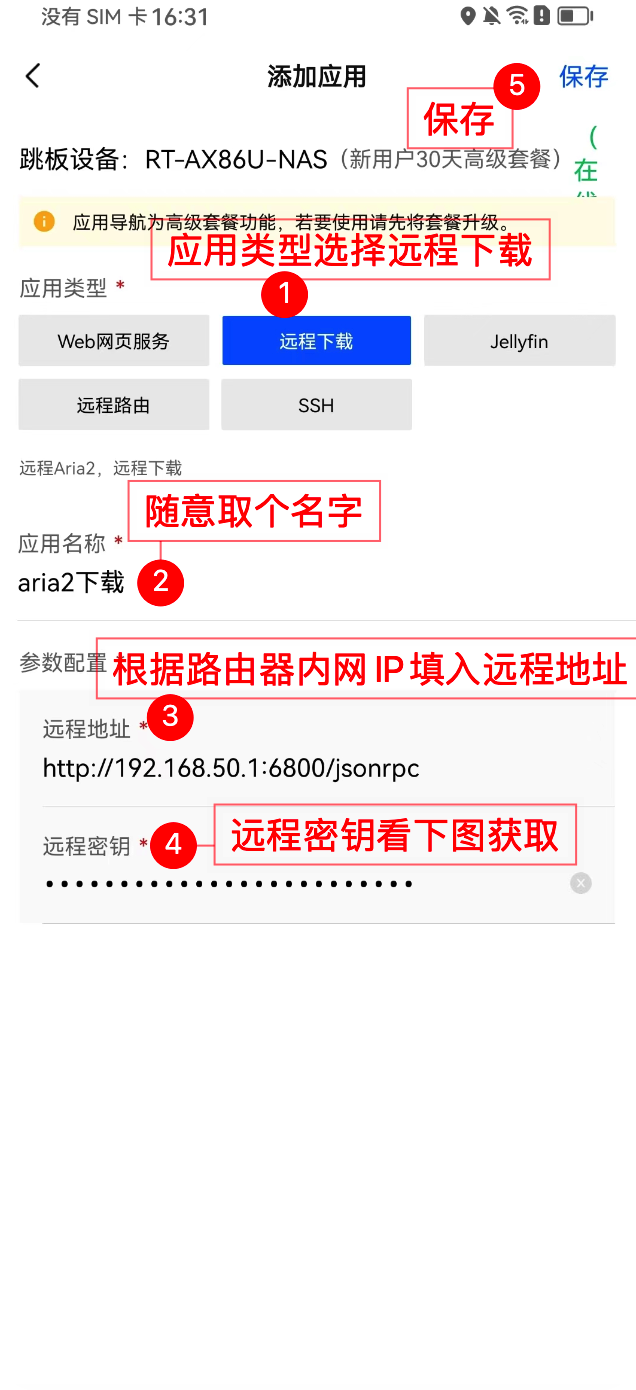 没有 SIM 卡 16:31
添加应用
5
保存
保存
跳板设备：RT-AX86U-NAS（新用户30天高级套餐）
（在
应用导航为高级套餐功能，若要使用请先将套餐升级。
应用类型选择远程下载
应用类型 *
1
Web网页服务
远程下载
Jellyfin
远程路由
SSH
远程Aria2，远程下载
随意取个名字
应用名称 *
aria2下载
2
参数配置
根据路由器内网 IP 填入远程地址
远程地址 *
3
http://192.168.50.1:6800/jsonrpc
远程密钥 *
4
远程密钥看下图获取